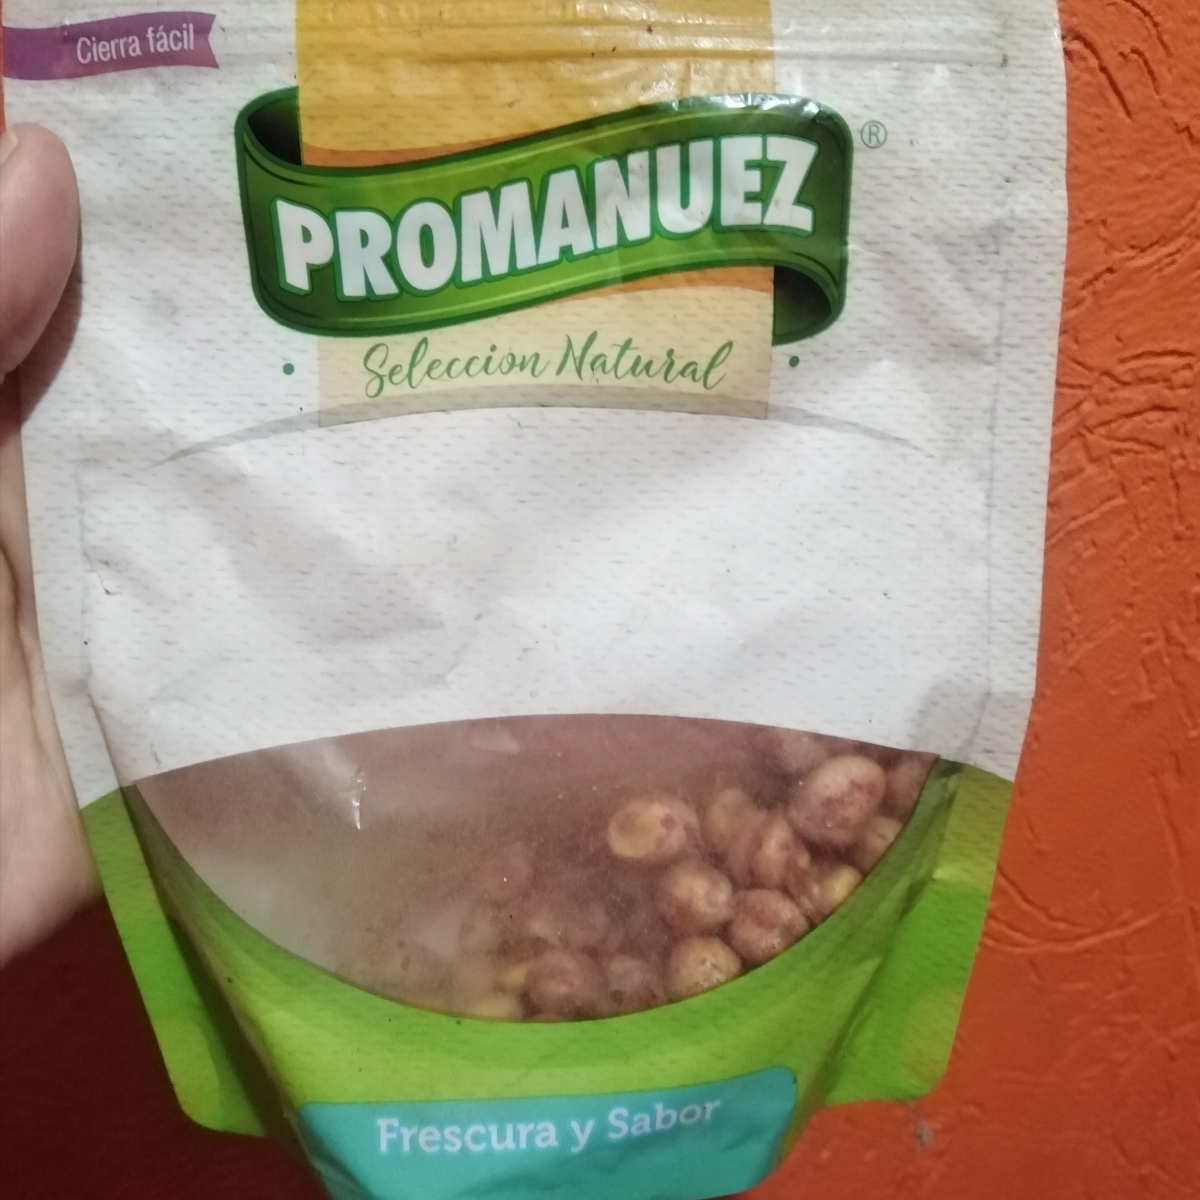 Cierra fácil
PROMANUEZ®
Seleccion Natural
Frescura y Sabor